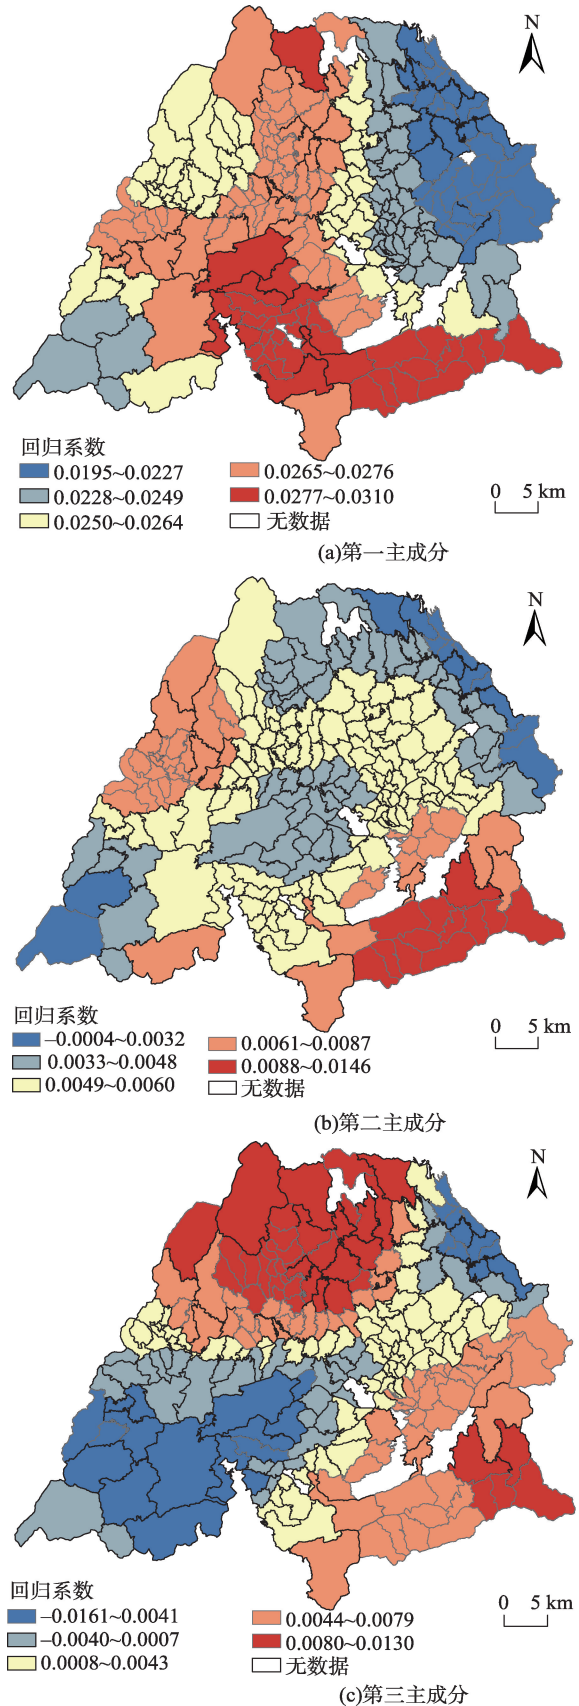 N
回归系数
0.0195~0.0227
0.0228~0.0249
0.0250~0.0264
0.0265~0.0276
0.0277~0.0310
无数据
0 5 km
(a)第一主成分
N
回归系数
–0.0004~0.0032
0.0033~0.0048
0.0049~0.0060
0.0061~0.0087
0.0088~0.0146
无数据
0 5 km
(b)第二主成分
N
回归系数
–0.0161~0.0041
–0.0040~0.0007
0.0008~0.0043
0.0044~0.0079
0.0080~0.0130
无数据
0 5 km
(c)第三主成分